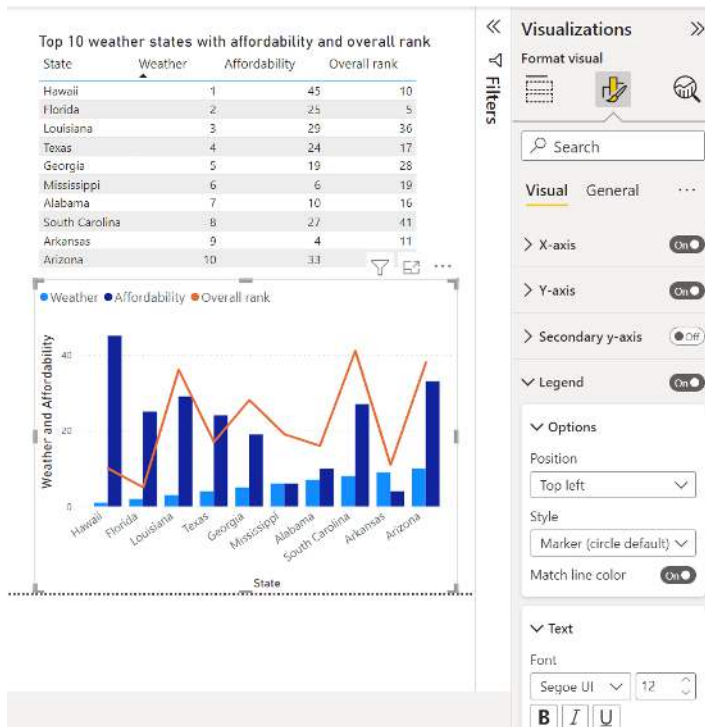 Top 10 weather states with affordability and overall rank
State Weather Affordability Overall rank
Hawaii 1 45 10
Florida 2 25 5
Louisiana 3 29 36
Texas 4 24 17
Georgia 5 19 28
Mississippi 6 6 19
Alabama 7 10 16
South Carolina 8 27 41
Arkansas 9 4 11
Arizona 10 33
Weather Affordability Overall rank
Weather and Affordability
40
20
0
Hawaii
Florida
Louisiana
Texas
Georgia
Mississippi
Alabama
South Carolina
Arkansas
Arizona
State
Filters
Visualizations
Format visual
Search
Visual General
X-axis On
Y-axis On
Secondary y-axis Off
Legend On
Options
Position
Top left
Style
Marker (circle default)
Match line color On
Text
Font
Segoe UI 12
B I U